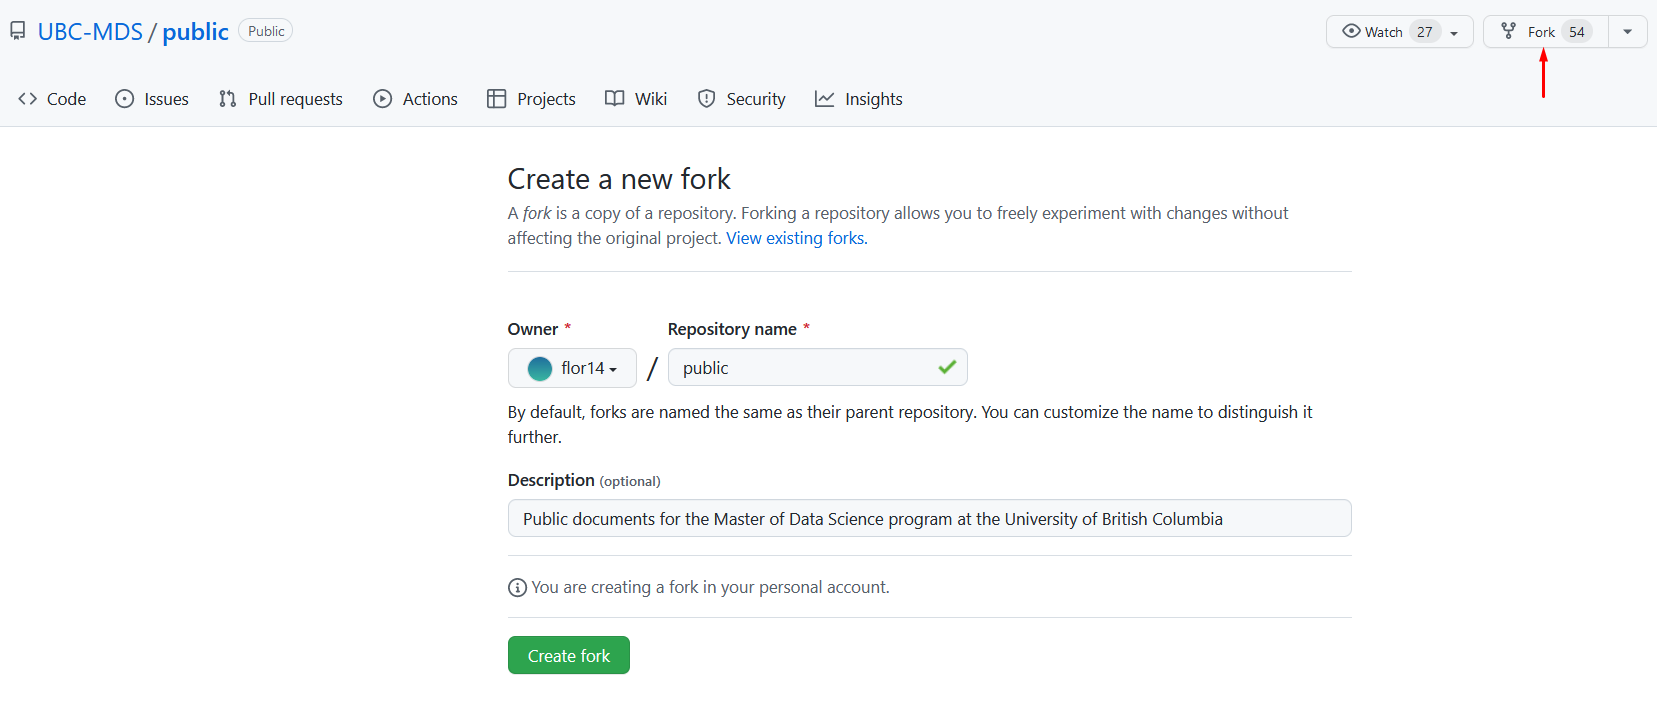 UBC-MDS / public Public Watch 27 Fork 54
Code Issues Pull requests Actions Projects Wiki Security Insights
Create a new fork
A fork is a copy of a repository. Forking a repository allows you to freely experiment with changes without
affecting the original project. View existing forks.
Owner * Repository name *
flor14 / public
By default, forks are named the same as their parent repository. You can customize the name to distinguish it
further.
Description (optional)
Public documents for the Master of Data Science program at the University of British Columbia
You are creating a fork in your personal account.
Create fork